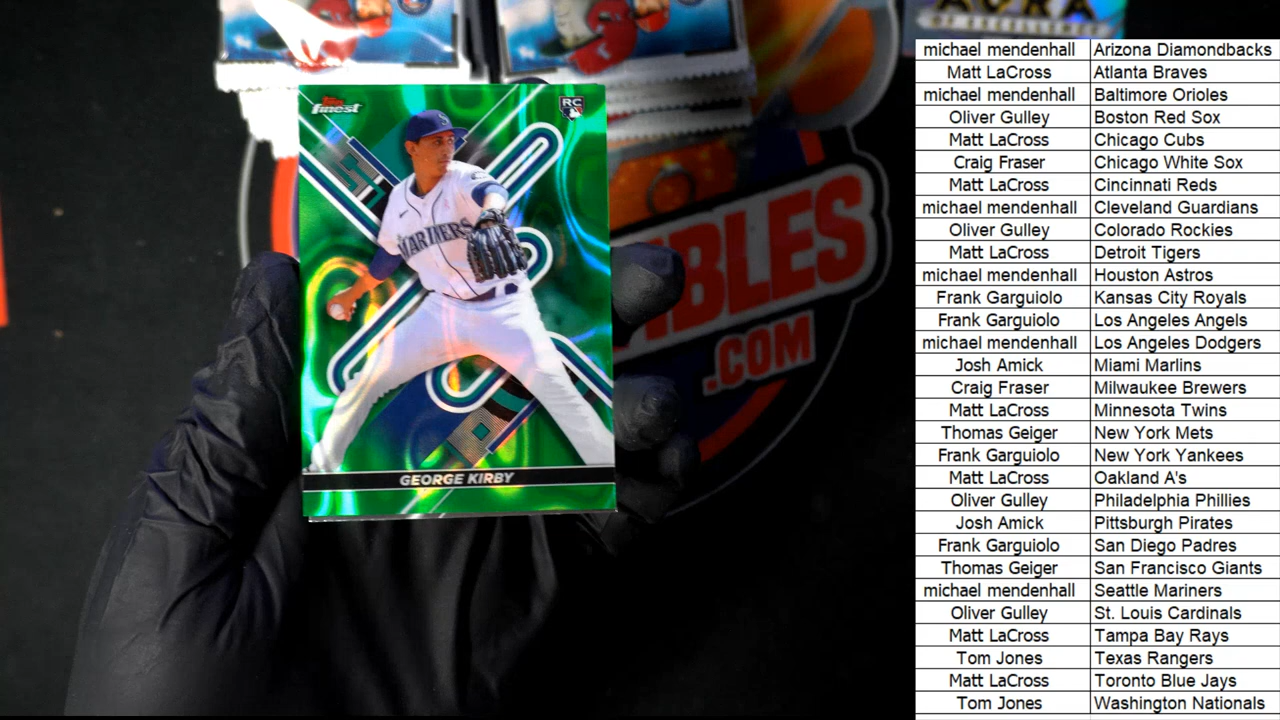 AURA
OF EXCELLENCE
Topps
finest
RC
MARINERS
GEORGE KIRBY
IBLES
.COM
michael mendenhall Arizona Diamondbacks
Matt LaCross Atlanta Braves
michael mendenhall Baltimore Orioles
Oliver Gulley Boston Red Sox
Matt LaCross Chicago Cubs
Craig Fraser Chicago White Sox
Matt LaCross Cincinnati Reds
michael mendenhall Cleveland Guardians
Oliver Gulley Colorado Rockies
Matt LaCross Detroit Tigers
michael mendenhall Houston Astros
Frank Garguiolo Kansas City Royals
Frank Garguiolo Los Angeles Angels
michael mendenhall Los Angeles Dodgers
Josh Amick Miami Marlins
Craig Fraser Milwaukee Brewers
Matt LaCross Minnesota Twins
Thomas Geiger New York Mets
Frank Garguiolo New York Yankees
Matt LaCross Oakland A's
Oliver Gulley Philadelphia Phillies
Josh Amick Pittsburgh Pirates
Frank Garguiolo San Diego Padres
Thomas Geiger San Francisco Giants
michael mendenhall Seattle Mariners
Oliver Gulley St. Louis Cardinals
Matt LaCross Tampa Bay Rays
Tom Jones Texas Rangers
Matt LaCross Toronto Blue Jays
Tom Jones Washington Nationals